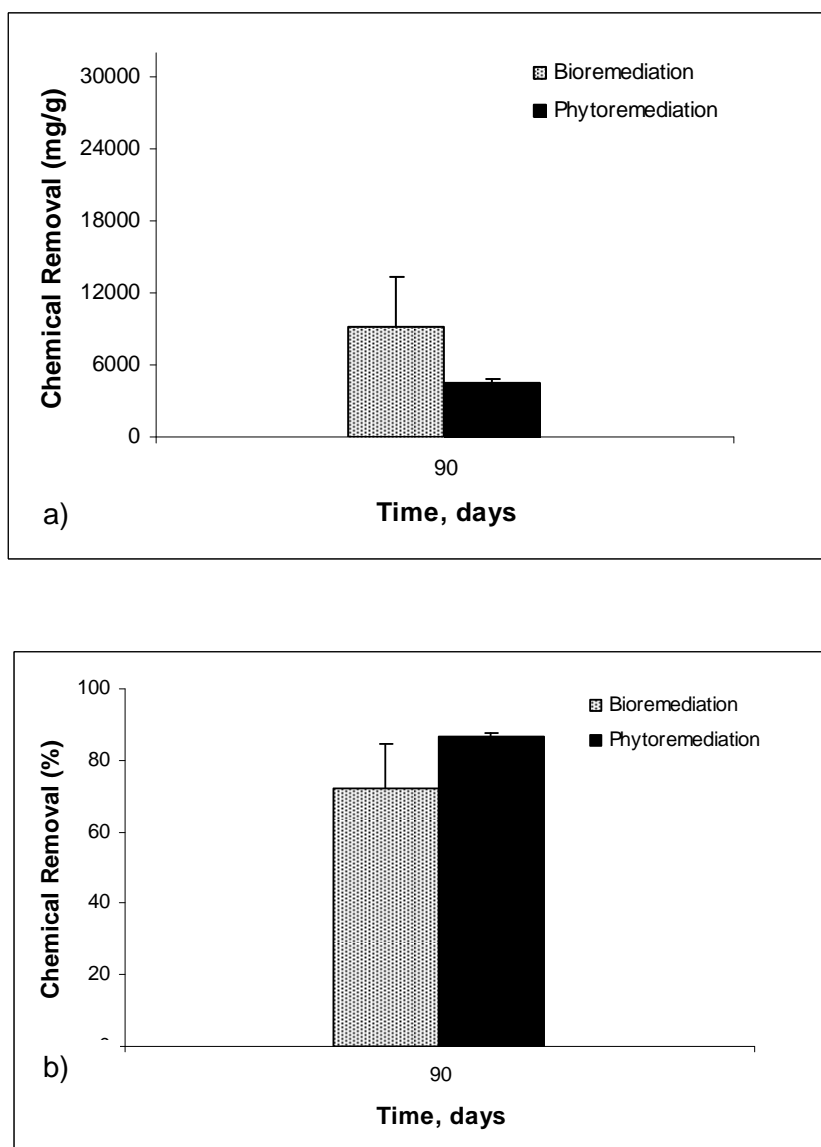 30000
24000
18000
12000
6000
0
Chemical Removal (mg/g)
Bioremediation
Phytoremediation
90
Time, days
a)
100
80
60
40
20
Chemical Removal (%)
Bioremediation
Phytoremediation
90
Time, days
b)